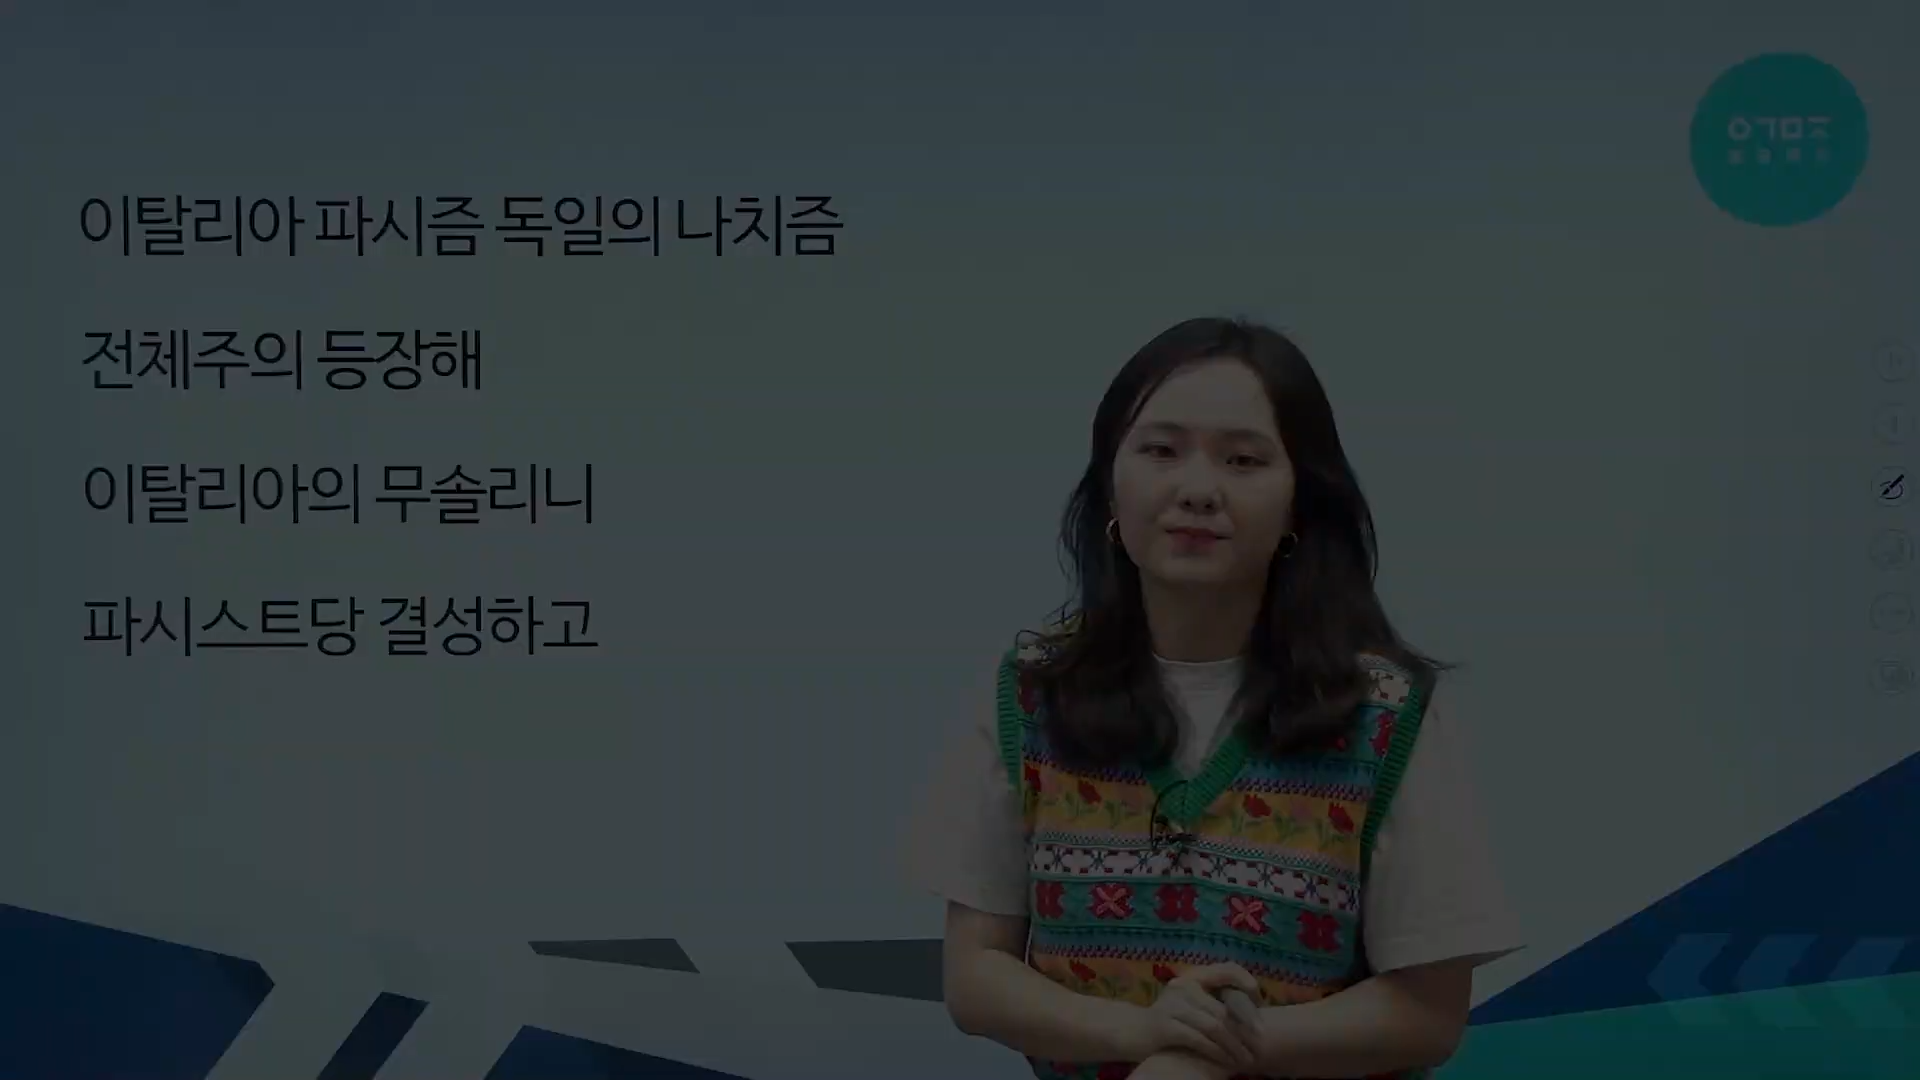 이탈리아 파시즘 독일의 나치즘
전체주의 등장해
이탈리아의 무솔리니
파시스트당 결성하고